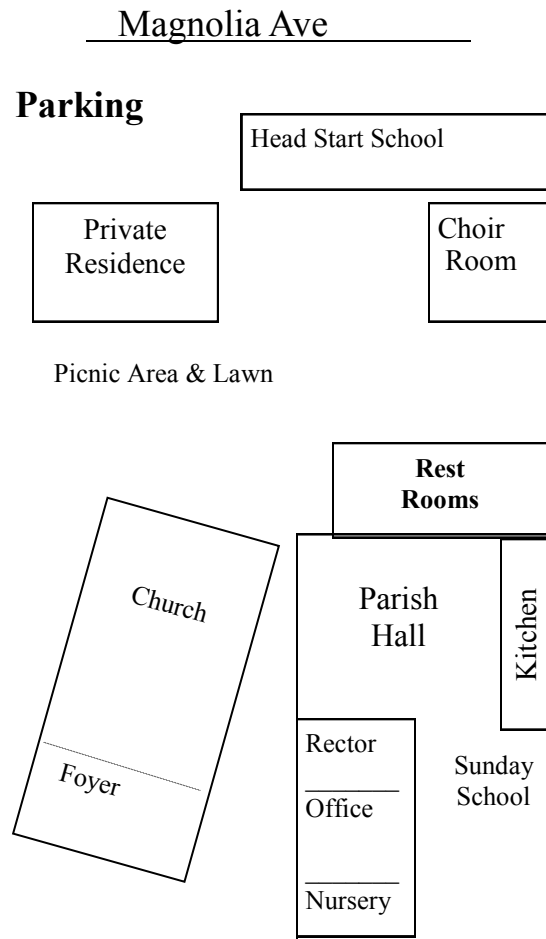 Magnolia Ave
Parking
Head Start School
Private
Residence
Choir
Room
Picnic Area & Lawn
Rest
Rooms
Church
Parish
Hall
Kitchen
Foyer
Rector
Office
Nursery
Sunday
School